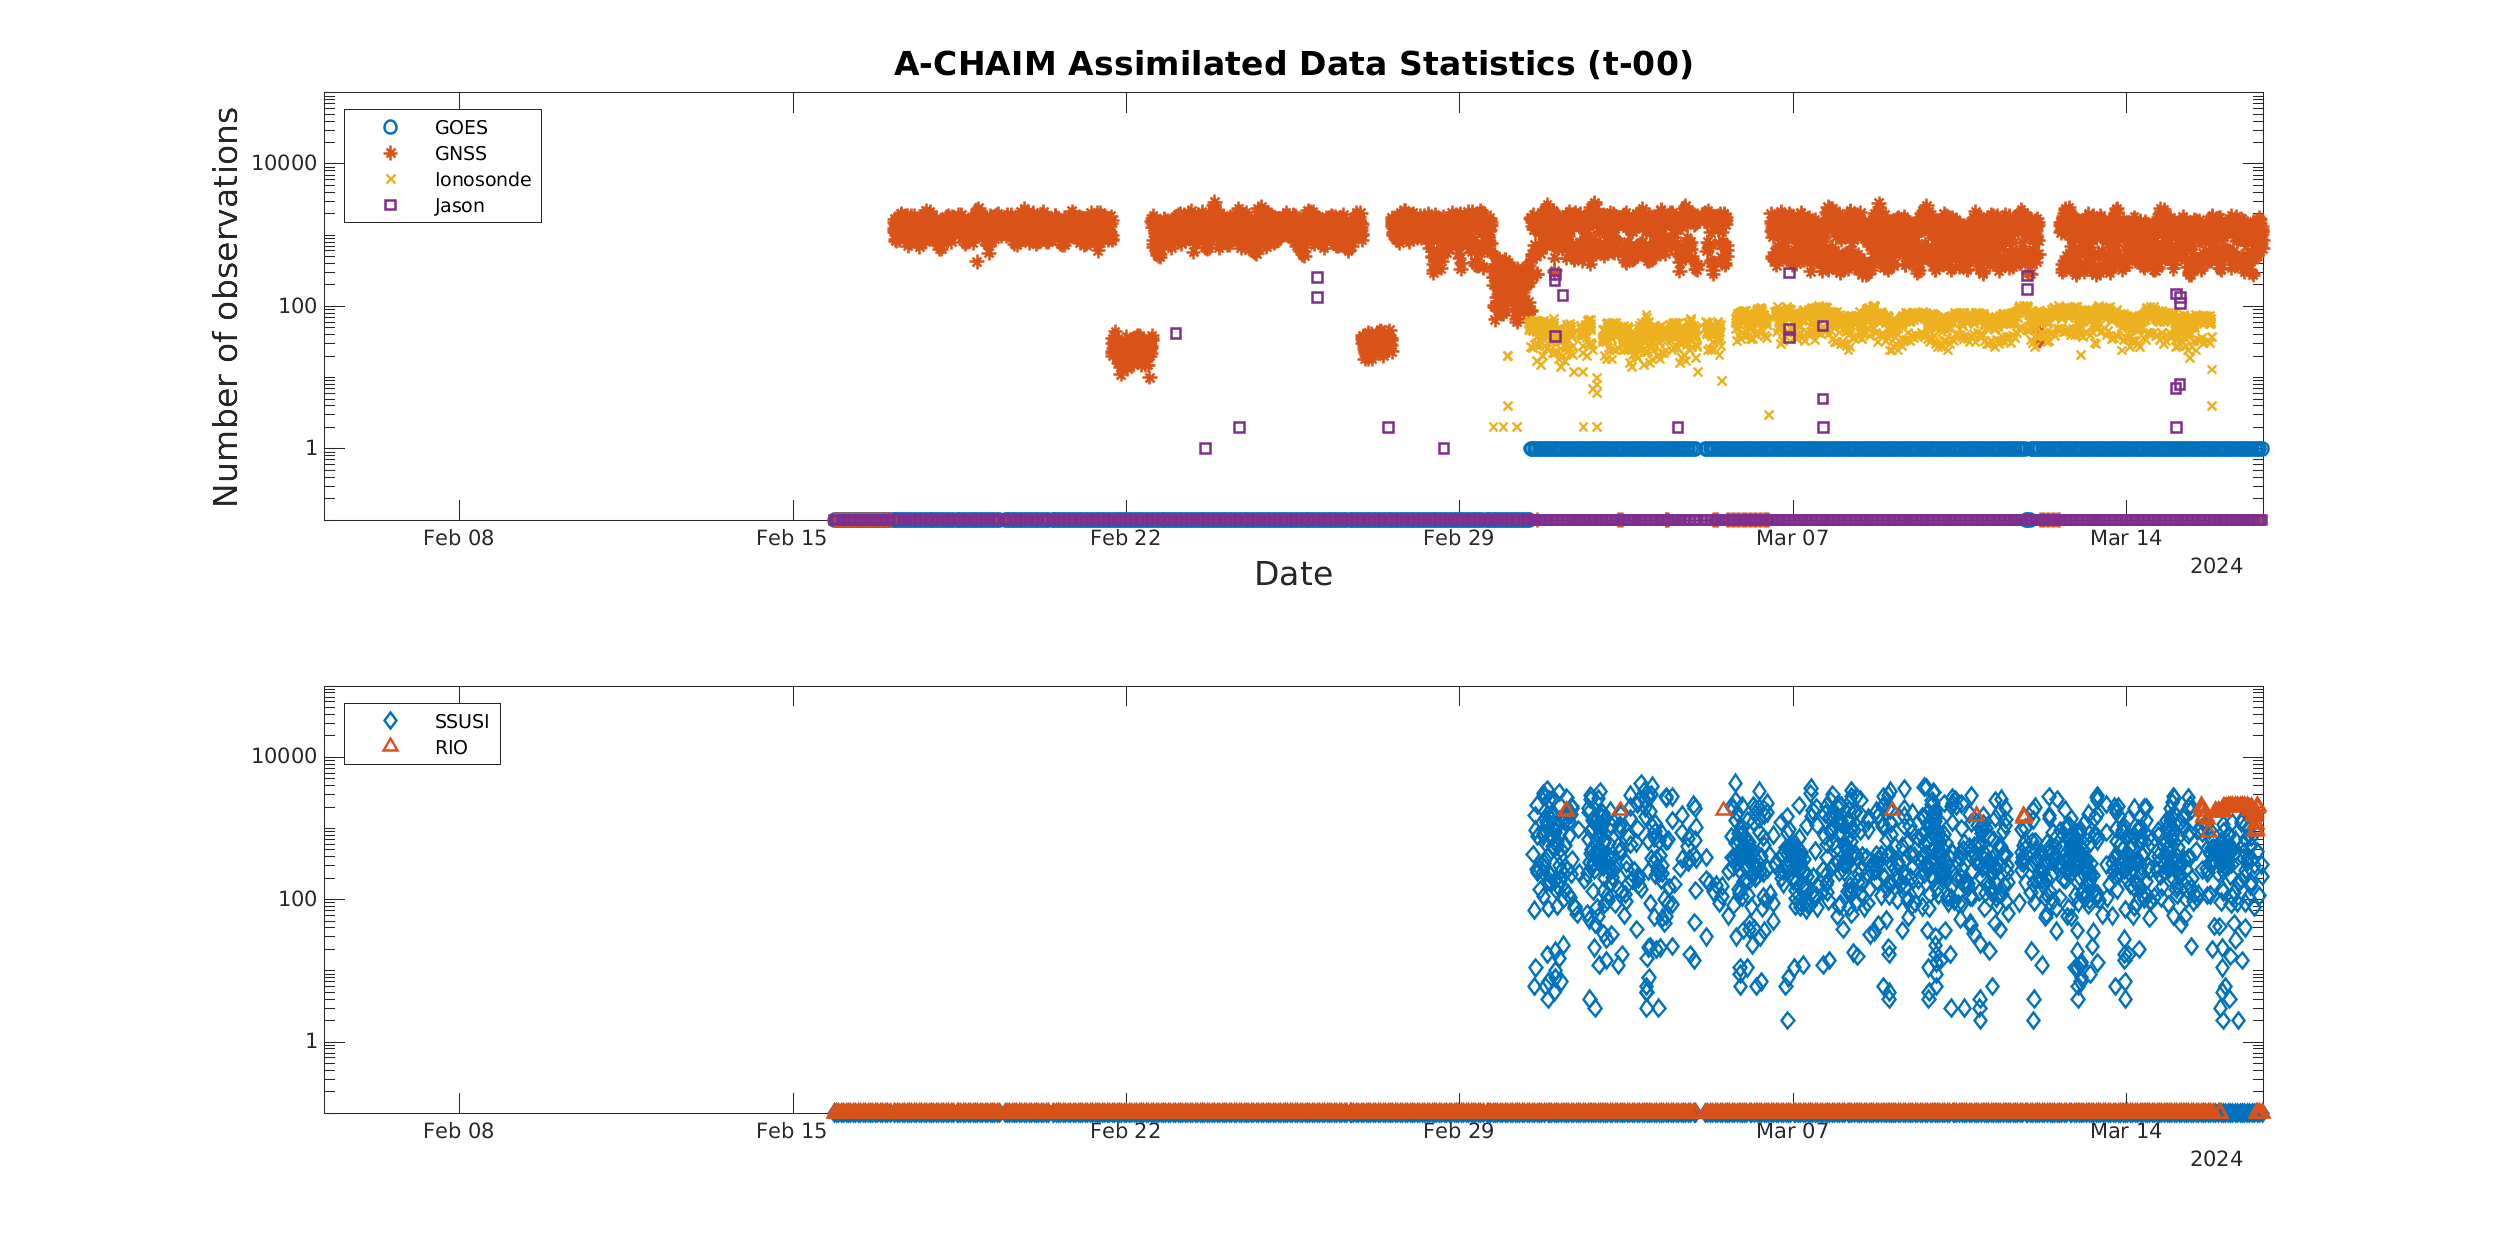 A-CHAIM Assimilated Data Statistics (t-00)
Number of observations
GOES
GNSS
Ionosonde
Jason
10000
100
1
Feb 08 Feb 15 Feb 22 Feb 29 Mar 07 Mar 14
2024
Date
SSUSI
RIO
10000
100
1
Feb 08 Feb 15 Feb 22 Feb 29 Mar 07 Mar 14
2024